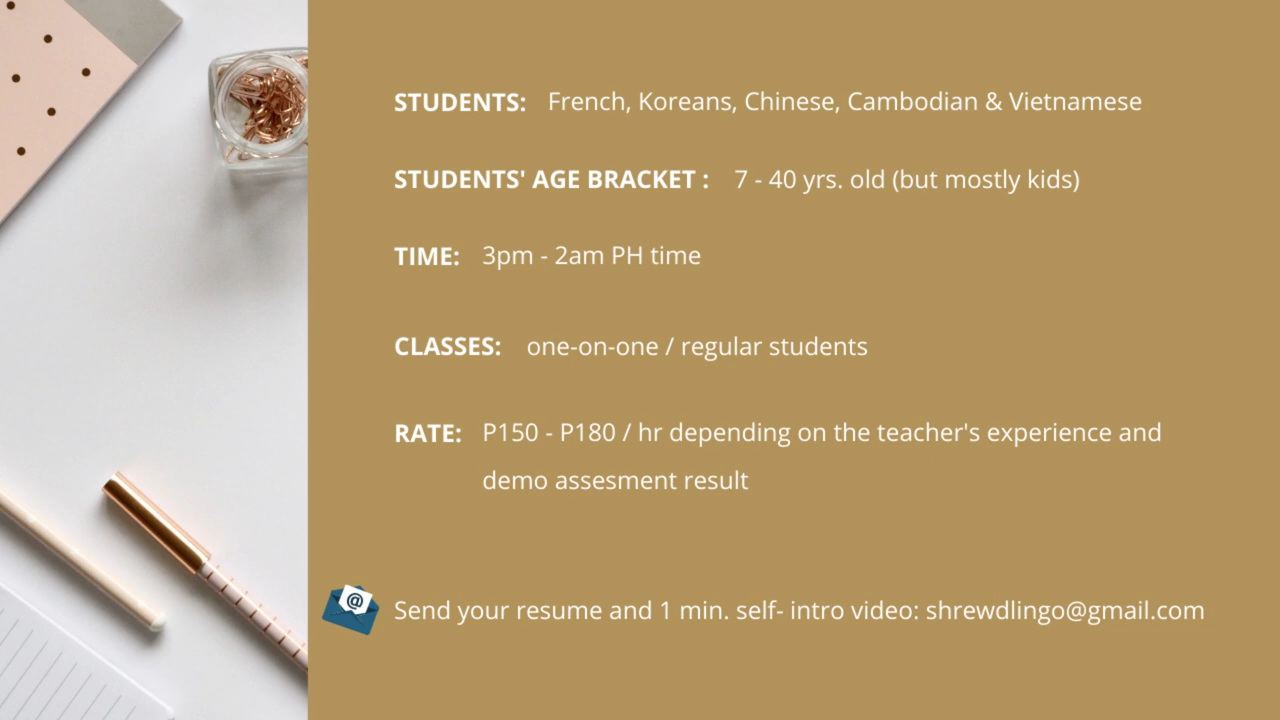 STUDENTS: French, Koreans, Chinese, Cambodian & Vietnamese
STUDENTS' AGE BRACKET : 7 - 40 yrs. old (but mostly kids)
TIME: 3pm - 2am PH time
CLASSES: one-on-one / regular students
RATE: P150 - P180 / hr depending on the teacher's experience and
demo assesment result
@
Send your resume and 1 min. self- intro video: shrewdlingo@gmail.com